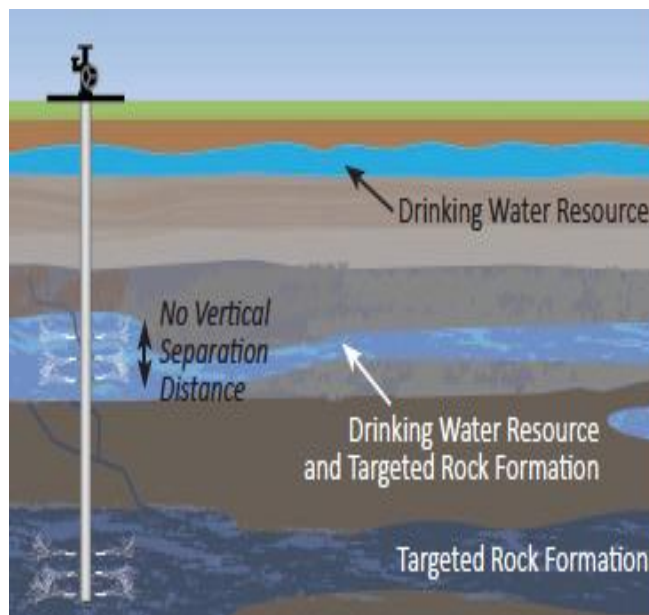 Drinking Water Resource
No Vertical
Separation
Distance
Drinking Water Resource
and Targeted Rock Formation
Targeted Rock Formation